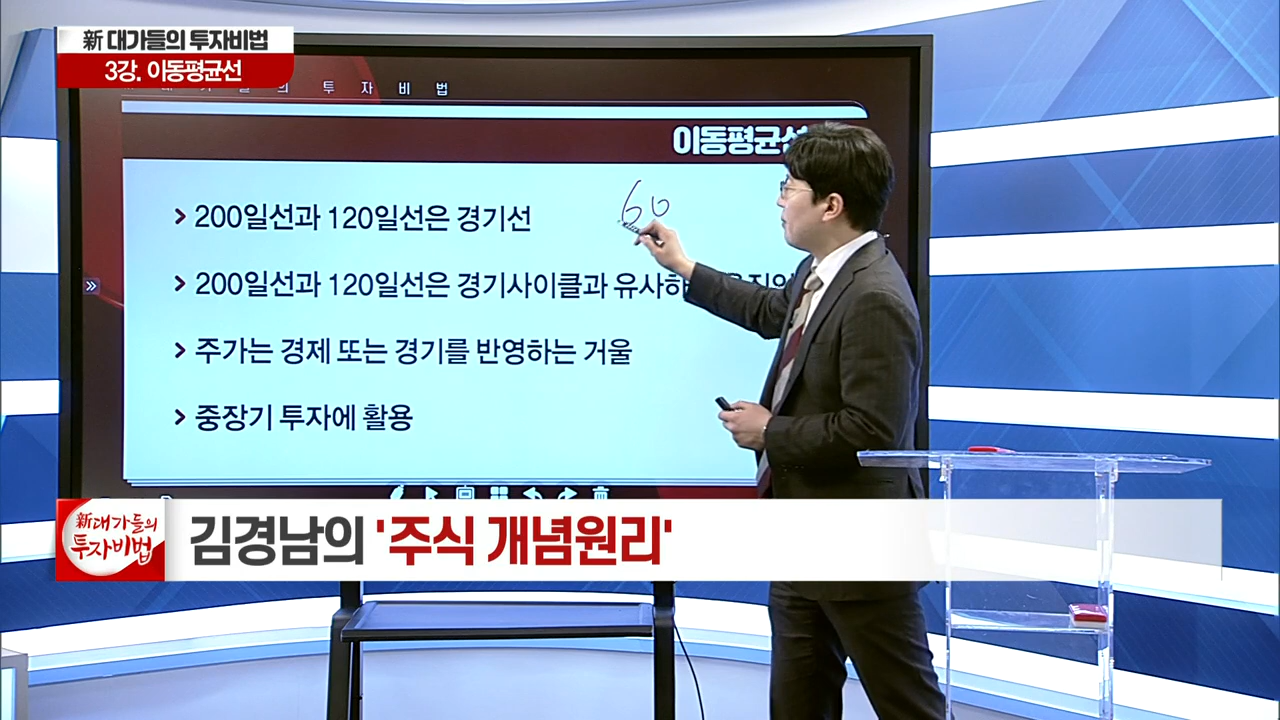 新 대가들의 투자비법
3강. 이동평균선
대 가 들 의 투 자 비 법
이동평균선
60
200일선과 120일선은 경기선
200일선과 120일선은 경기사이클과 유사하
주가는 경제 또는 경기를 반영하는 거울
중장기 투자에 활용
新대가들의
투자비법
김경남의 '주식 개념원리'